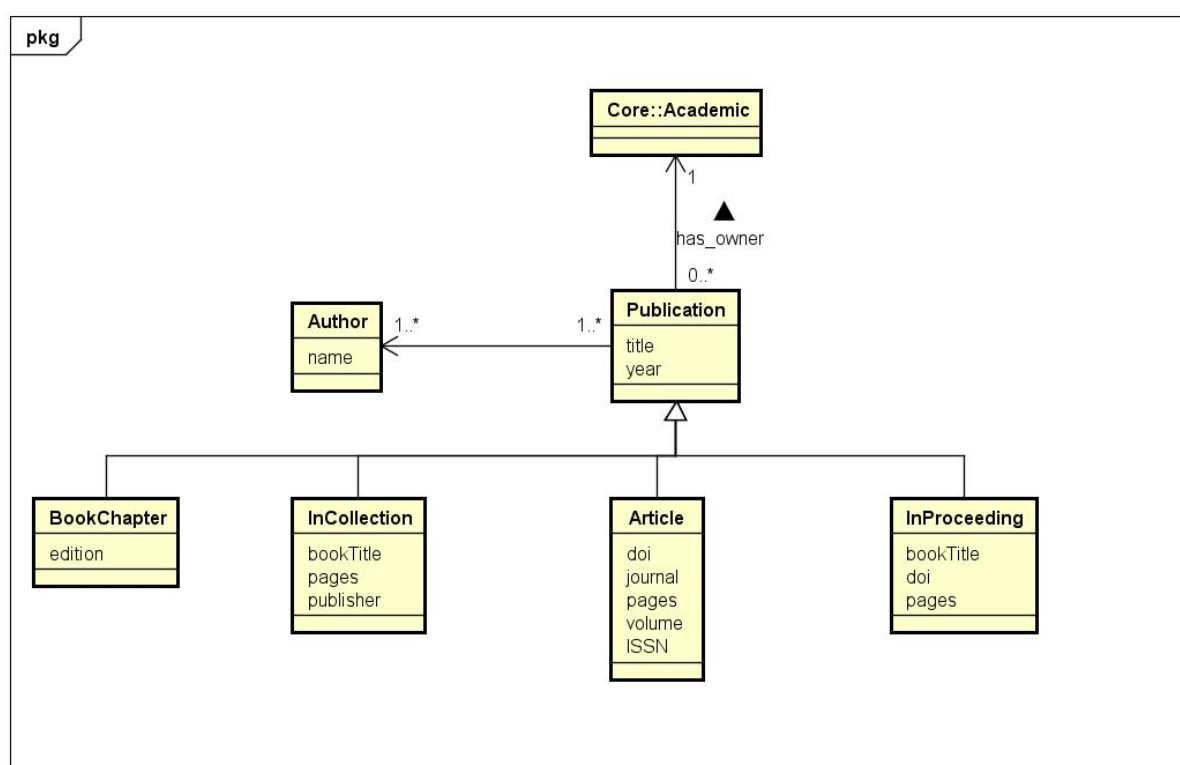 pkg
Core::Academic
1
has_owner
0..*
Publication
title
year
Author
name
1..*
1..*
BookChapter
edition
InCollection
bookTitle
pages
publisher
Article
doi
journal
pages
volume
ISSN
InProceeding
bookTitle
doi
pages